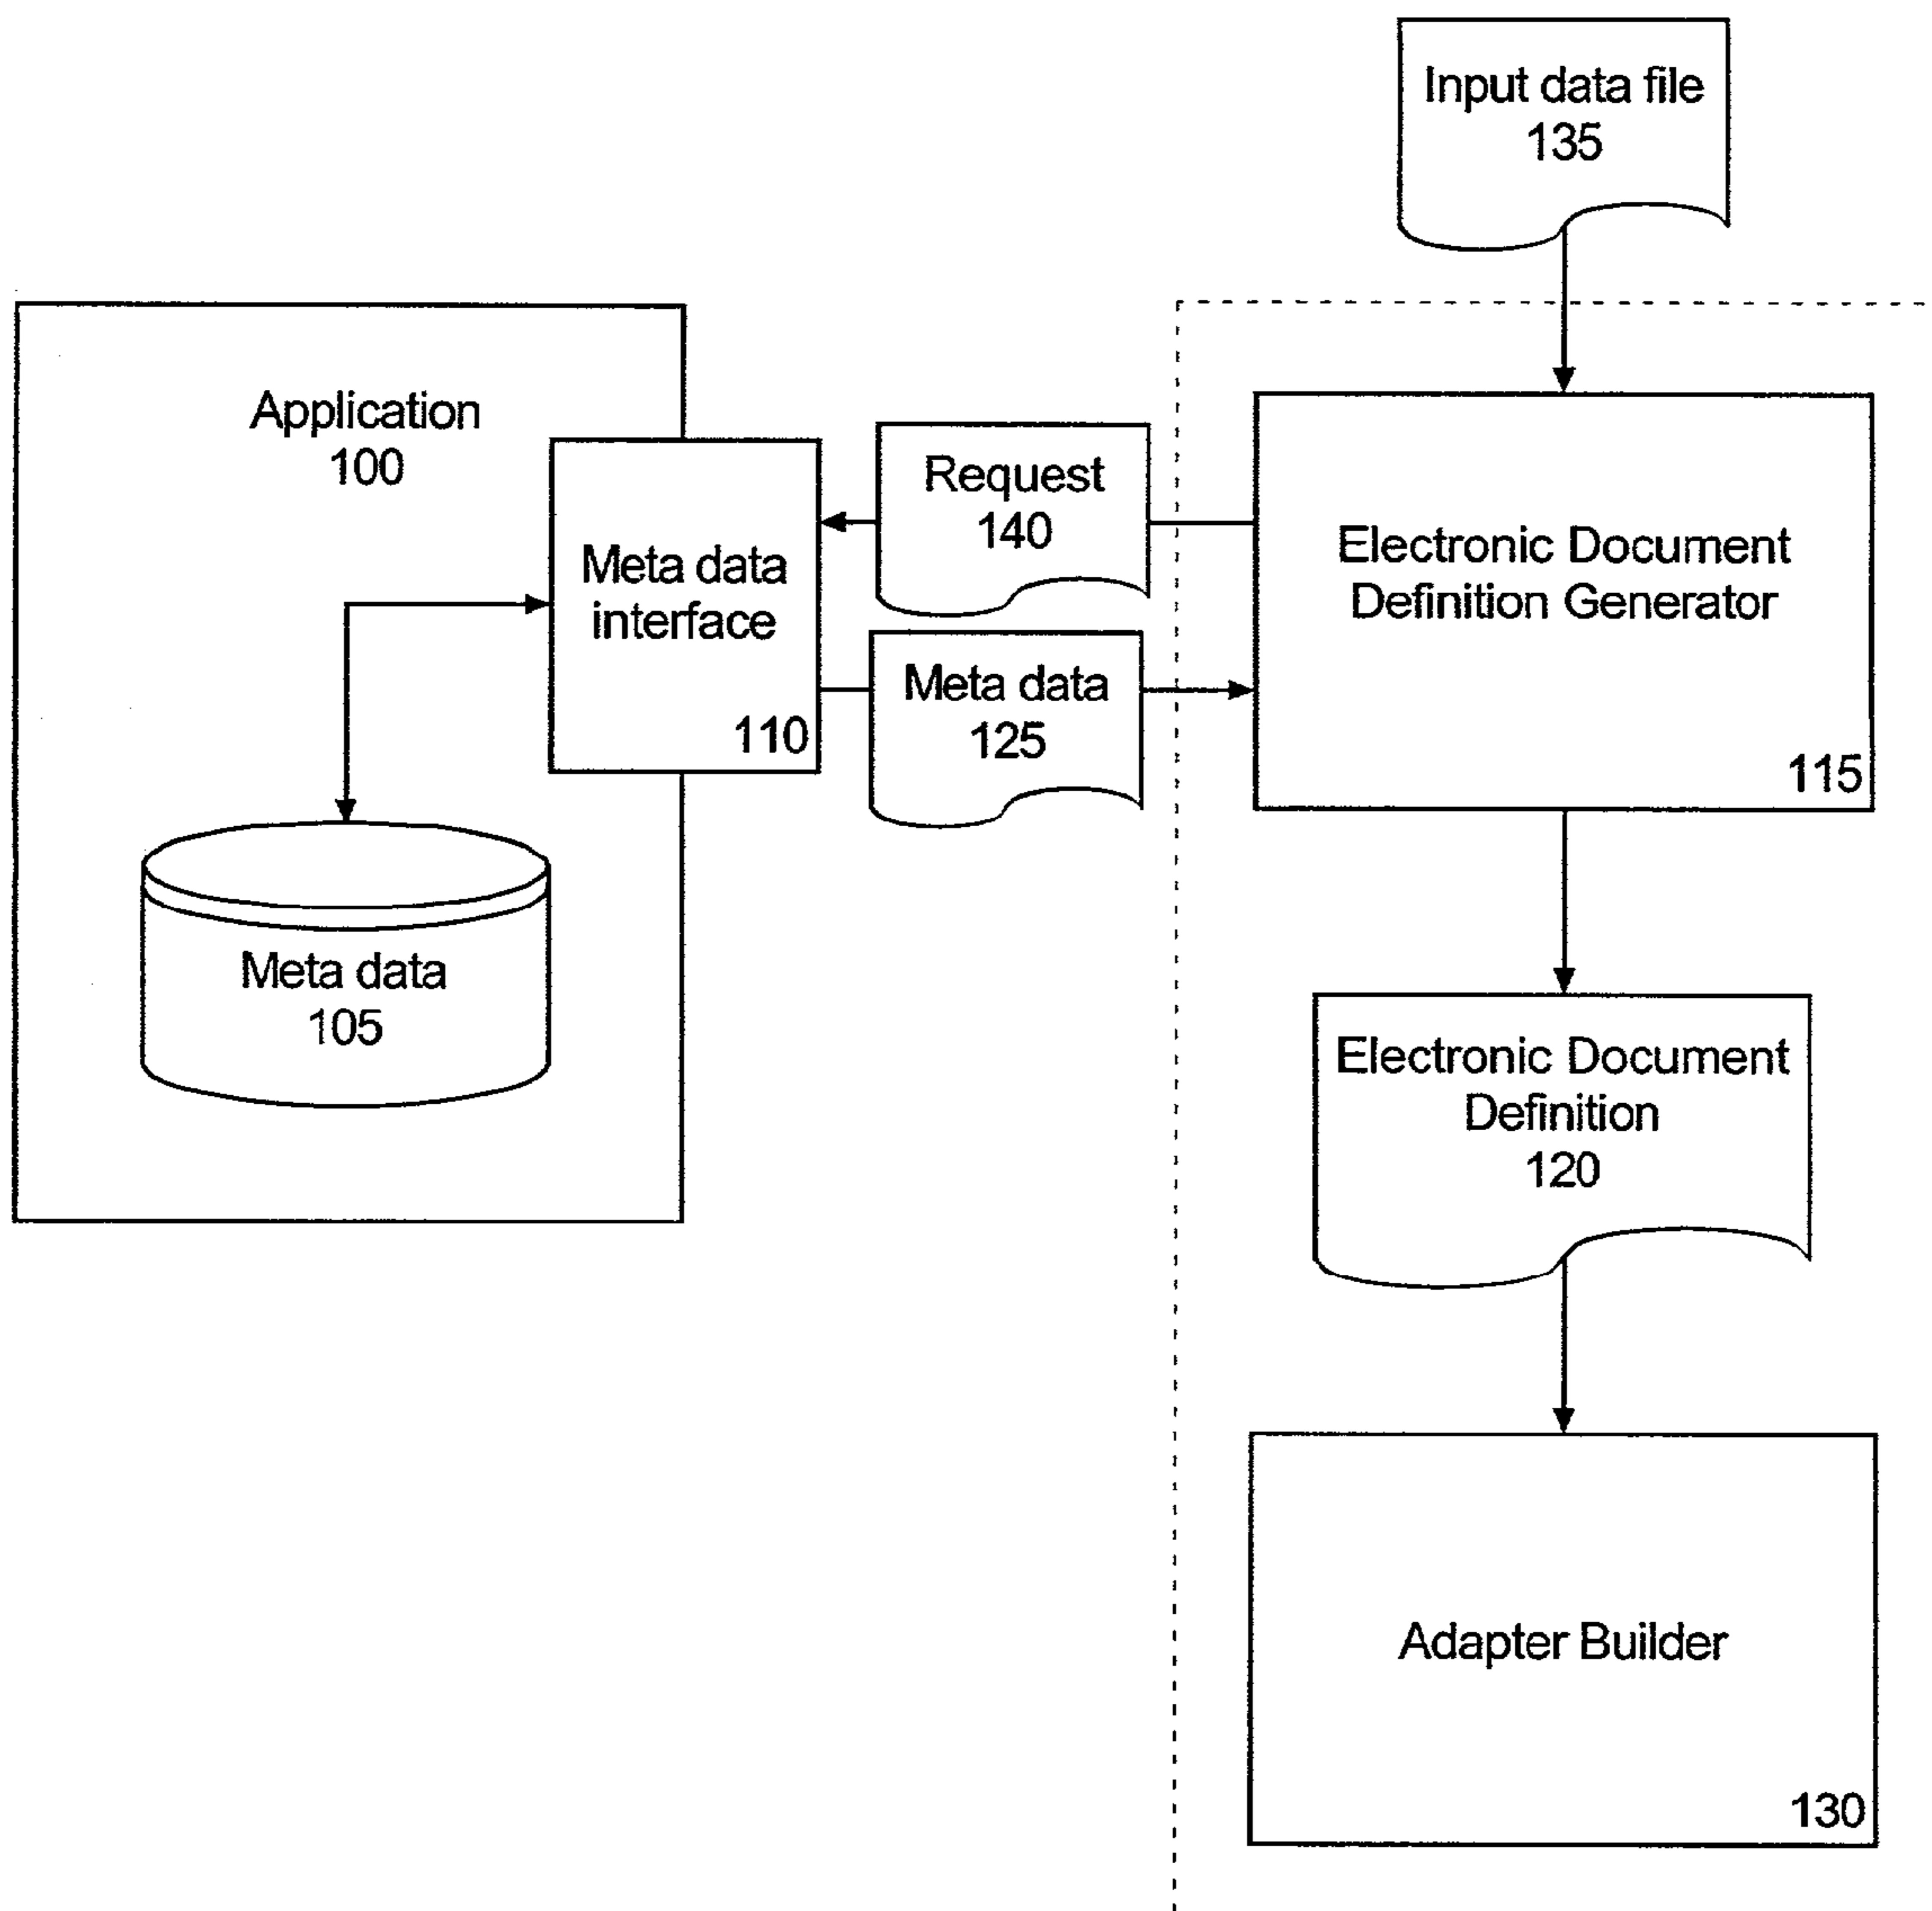 Input data file
135
Application
100
Request
140
Meta data
interface
110
Electronic Document
Definition Generator
115
Meta data
125
Meta data
105
Electronic Document
Definition
120
Adapter Builder
130